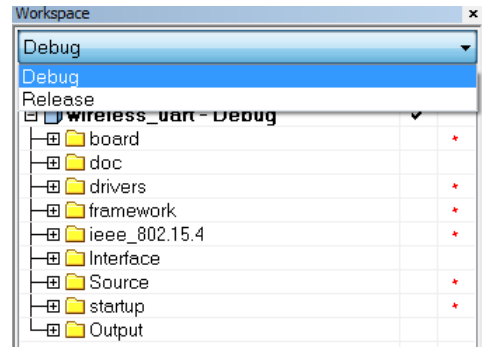 Workspace
Debug
Debug
Release
wireless_uart - Debug
board
doc
drivers
framework
ieee_802.15.4
Interface
Source
startup
Output